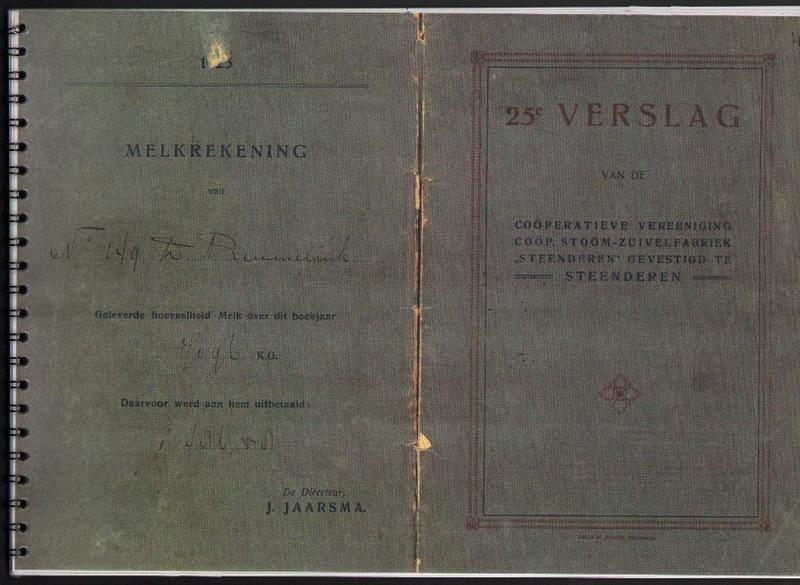 MELKREKENING
van
No 149
Geleverde hoeveelheid Melk over dit boekjaar
K.G.
Daarvoor werd aan hem uitbetaald:
De Directeur,
J. JAARSMA.
25e VERSLAG
VAN DE
COÖPERATIEVE VEREENIGING
COÖP. STOOM-ZUIVELFABRIEK
„STEENDEREN" GEVESTIGD TE
STEENDEREN